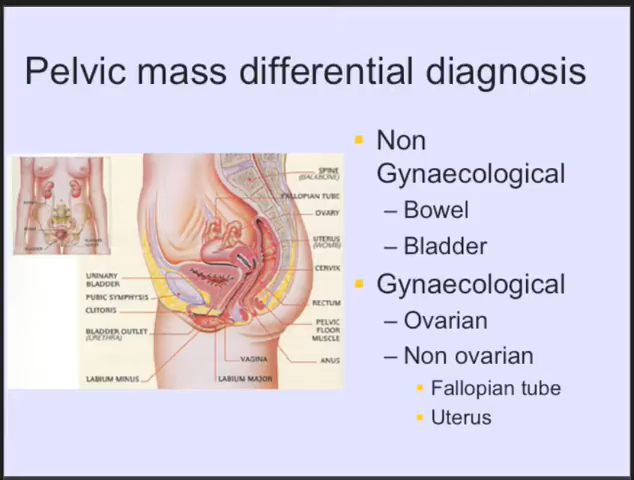 Pelvic mass differential diagnosis
Non
Gynaecological
– Bowel
– Bladder
Gynaecological
– Ovarian
– Non ovarian
Fallopian tube
Uterus
SPINE
(BACKBONE)
FALLOPIAN TUBE
OVARY
UTERUS
(WOMB)
CERVIX
RECTUM
PELVIC
FLOOR
MUSCLE
ANUS
URINARY
BLADDER
PUBIC SYMPHYSIS
CLITORIS
BLADDER OUTLET
(URETHRA)
VAGINA
LABIUM MINUS
LABIUM MAJOR